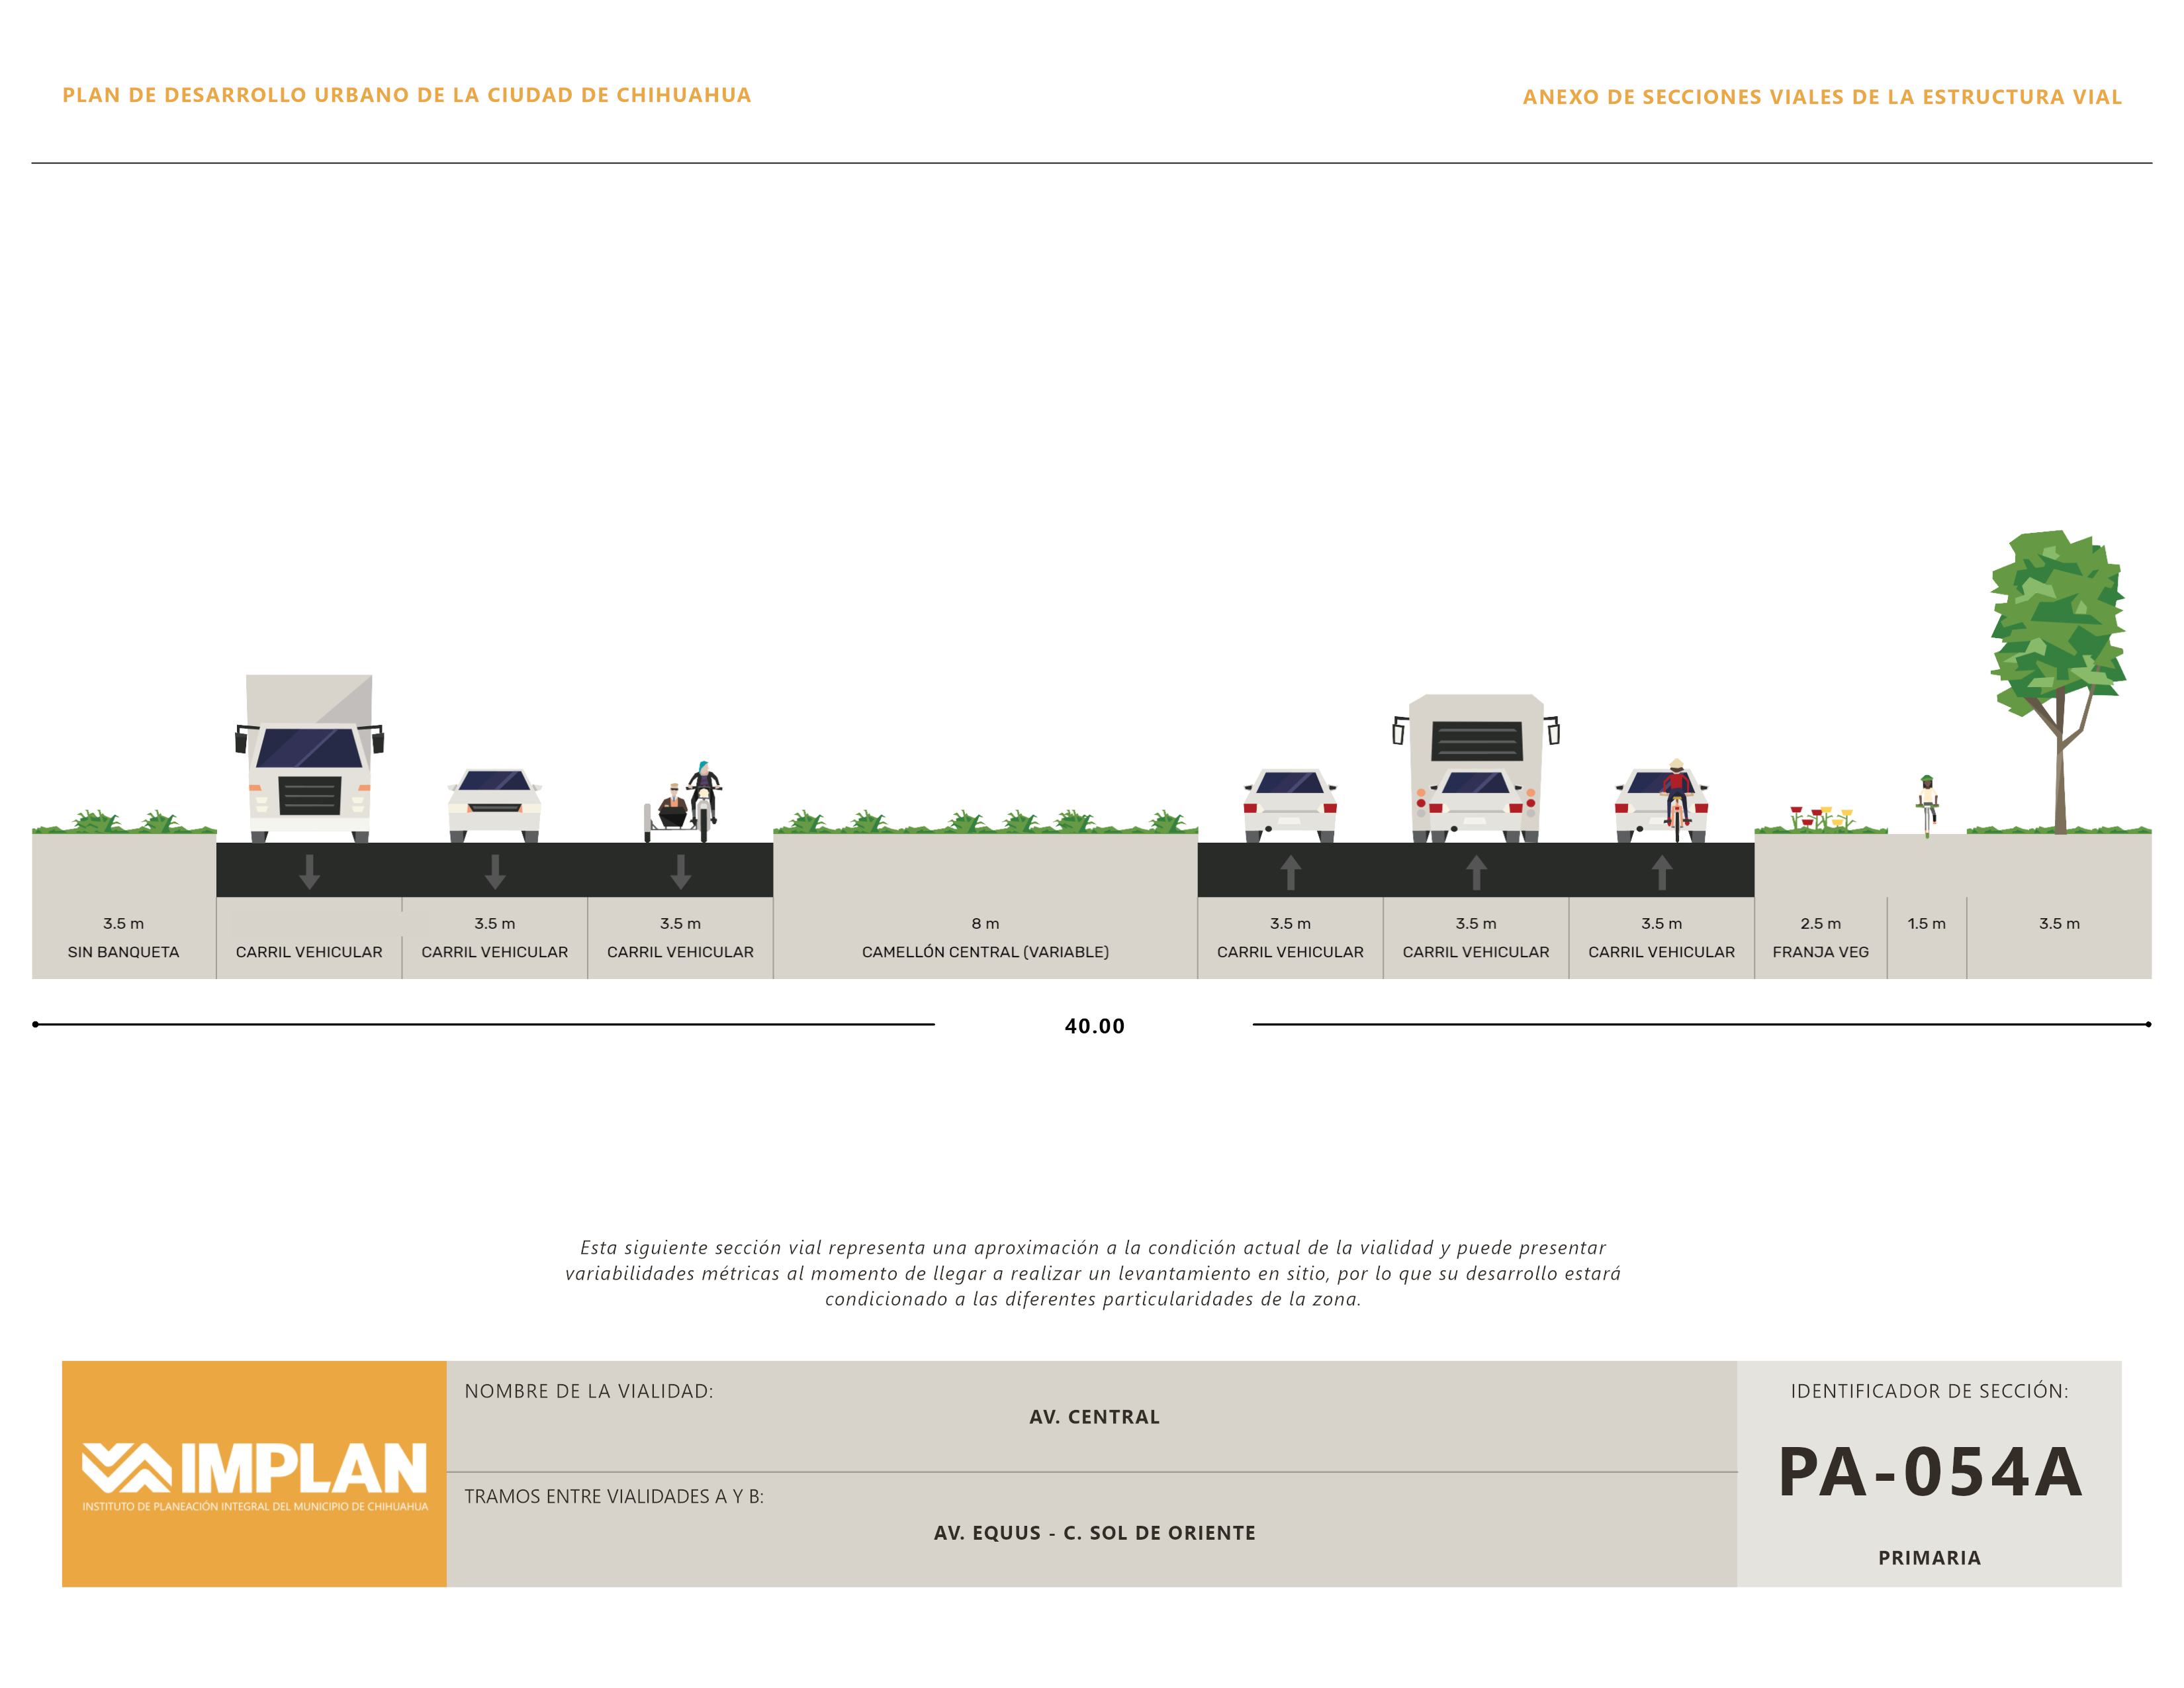 PLAN DE DESARROLLO URBANO DE LA CIUDAD DE CHIHUAHUA
ANEXO DE SECCIONES VIALES DE LA ESTRUCTURA VIAL
3.5 m
SIN BANQUETA
CARRIL VEHICULAR
3.5 m
CARRIL VEHICULAR
3.5 m
CARRIL VEHICULAR
8 m
CAMELLÓN CENTRAL (VARIABLE)
3.5 m
CARRIL VEHICULAR
3.5 m
CARRIL VEHICULAR
3.5 m
CARRIL VEHICULAR
2.5 m
FRANJA VEG
1.5 m
3.5 m
40.00
Esta siguiente sección vial representa una aproximación a la condición actual de la vialidad y puede presentar
variabilidades métricas al momento de llegar a realizar un levantamiento en sitio, por lo que su desarrollo estará
condicionado a las diferentes particularidades de la zona.
IMPLAN
INSTITUTO DE PLANEACIÓN INTEGRAL DEL MUNICIPIO DE CHIHUAHUA
NOMBRE DE LA VIALIDAD:
AV. CENTRAL
TRAMOS ENTRE VIALIDADES A Y B:
AV. EQUUS - C. SOL DE ORIENTE
IDENTIFICADOR DE SECCIÓN:
PA-054A
PRIMARIA